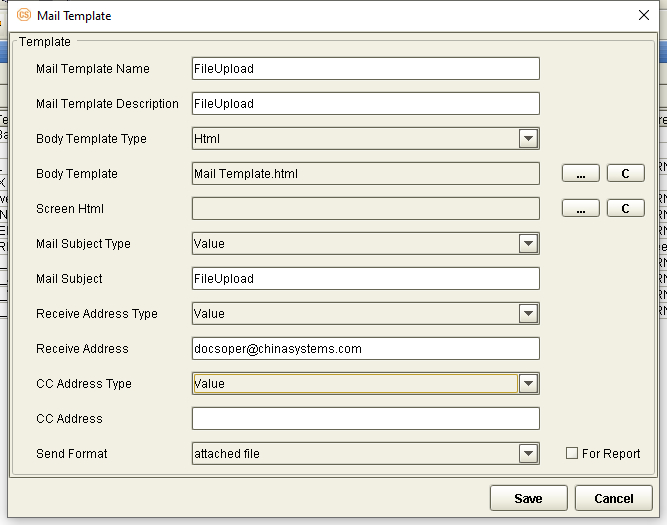 CS Mail Template
Template
Mail Template Name FileUpload
Mail Template Description FileUpload
Body Template Type Html
Body Template Mail Template.html ... C
Screen Html ... C
Mail Subject Type Value
Mail Subject FileUpload
Receive Address Type Value
Receive Address docsoper@chinasystems.com
CC Address Type Value
CC Address
Send Format attached file For Report
Save Cancel